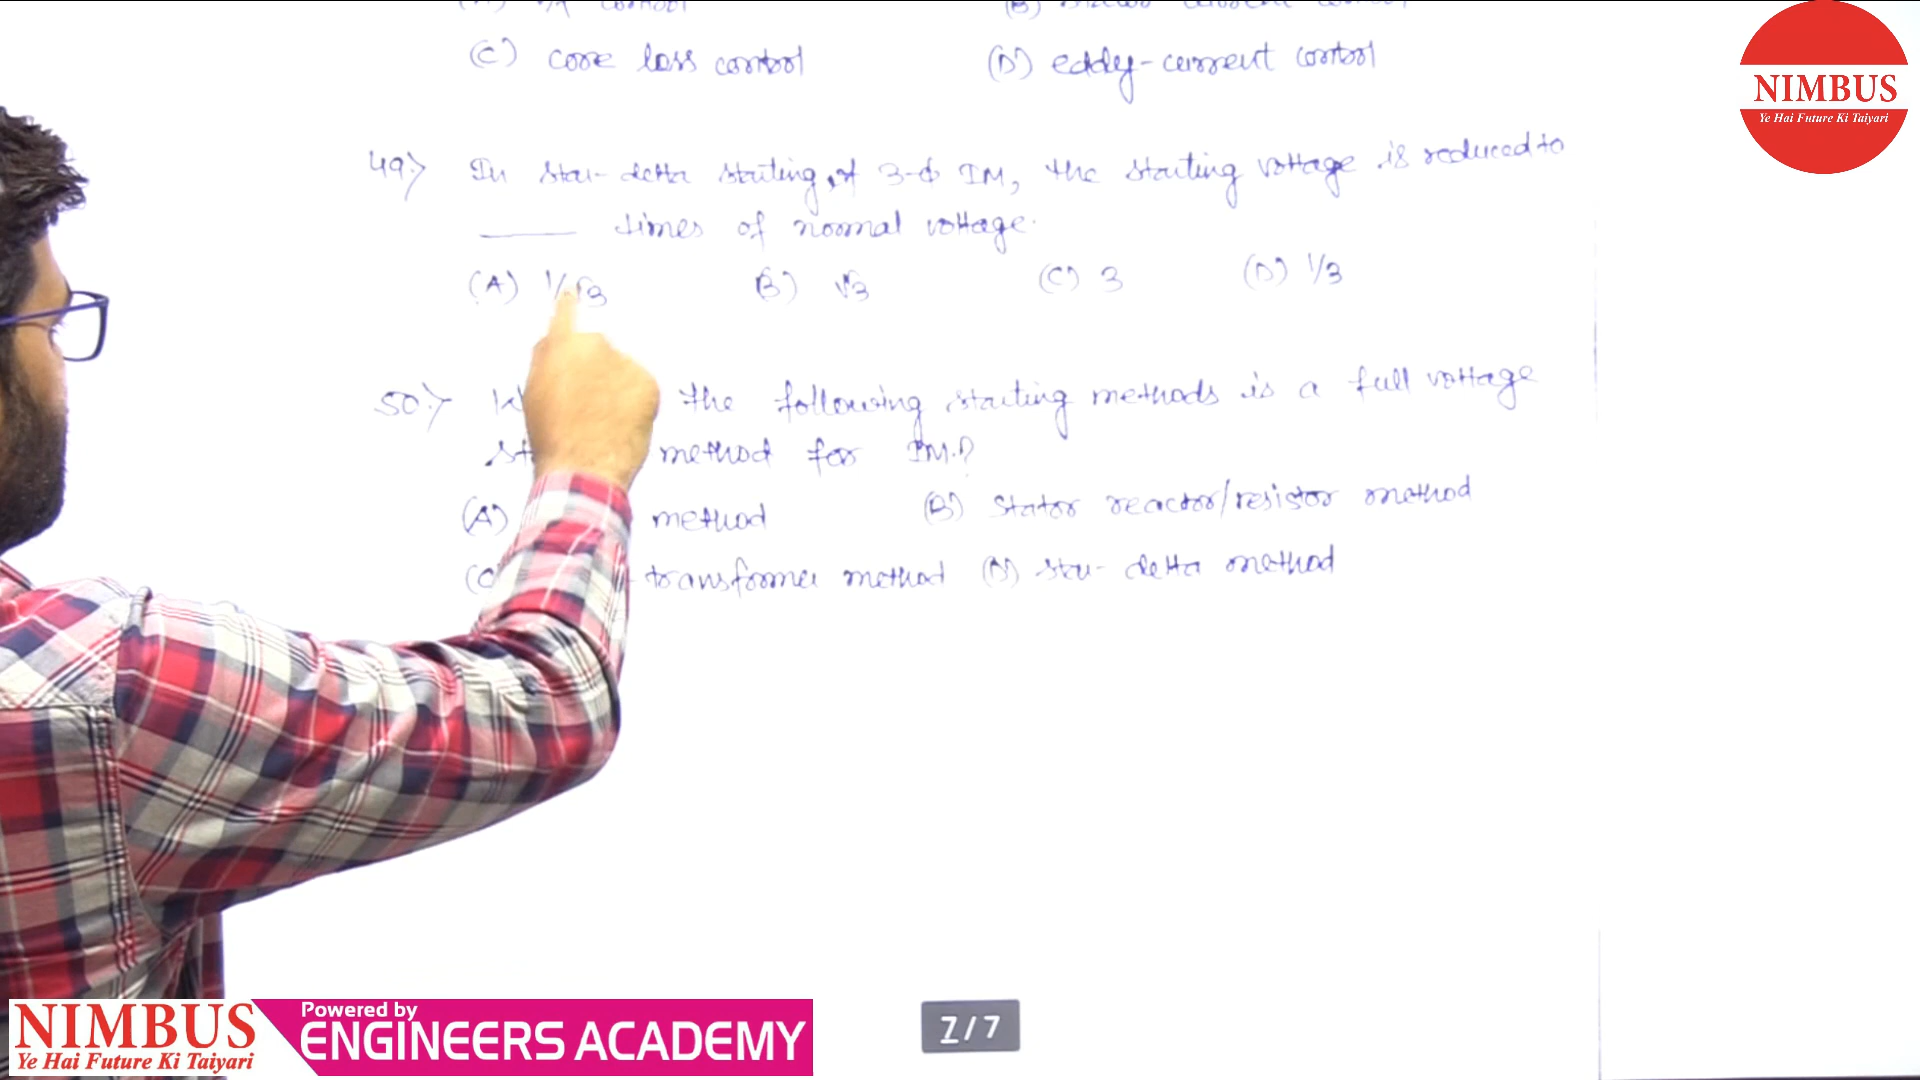 (C) core loss control (D) eddy-current control
NIMBUS
Ye Hai Future Ki Taiyari
49) In star-delta starting of 3-ϕ IM, the starting voltage is reduced to
____ times of normal voltage.
(A) 1/√3 (B) √3 (C) 3 (D) 1/3
50) the following starting methods is a full voltage
method for IM?
(A) method (B) Stator reactor/resistor method
(C) transformer method (D) star-delta method
NIMBUS
Ye Hai Future Ki Taiyari
Powered by
ENGINEERS ACADEMY
7/7